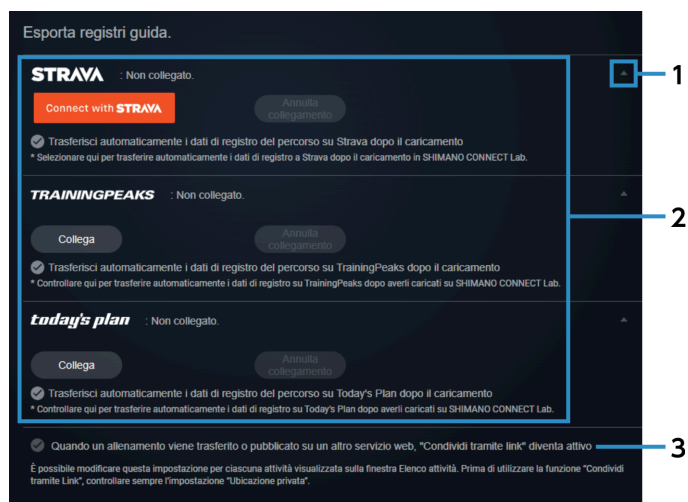 Esporta registri guida.
STRAVA : Non collegato.
1
Connect with STRAVA
Annulla
collegamento
Trasferisci automaticamente i dati di registro del percorso su Strava dopo il caricamento
* Selezionare qui per trasferire automaticamente i dati di registro a Strava dopo il caricamento in SHIMANO CONNECT Lab.
TRAININGPEAKS : Non collegato.
2
Collega
Annulla
collegamento
Trasferisci automaticamente i dati di registro del percorso su TrainingPeaks dopo il caricamento
* Controllare qui per trasferire automaticamente i dati di registro su TrainingPeaks dopo averli caricati su SHIMANO CONNECT Lab.
today's plan : Non collegato.
Collega
Annulla
collegamento
Trasferisci automaticamente i dati di registro del percorso su Today's Plan dopo il caricamento
* Controllare qui per trasferire automaticamente i dati di registro su Today's Plan dopo averli caricati su SHIMANO CONNECT Lab.
Quando un allenamento viene trasferito o pubblicato su un altro servizio web, "Condividi tramite link" diventa attivo
3
È possibile modificare questa impostazione per ciascuna attività visualizzata sulla finestra Elenco attività. Prima di utilizzare la funzione "Condividi
tramite Link", controllare sempre l'impostazione "Ubicazione privata".